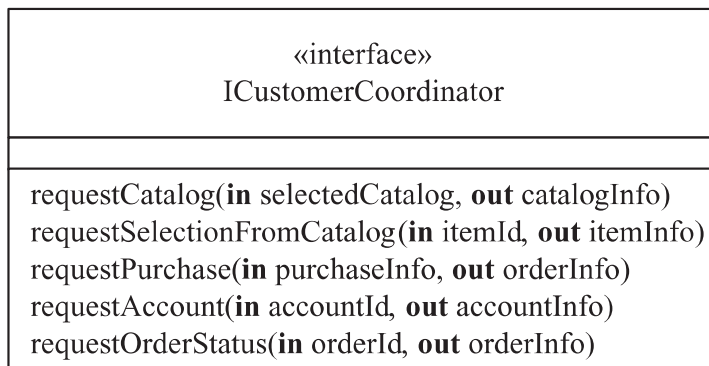 «interface»
ICustomerCoordinator
requestCatalog(in selectedCatalog, out catalogInfo)
requestSelectionFromCatalog(in itemId, out itemInfo)
requestPurchase(in purchaseInfo, out orderInfo)
requestAccount(in accountId, out accountInfo)
requestOrderStatus(in orderId, out orderInfo)